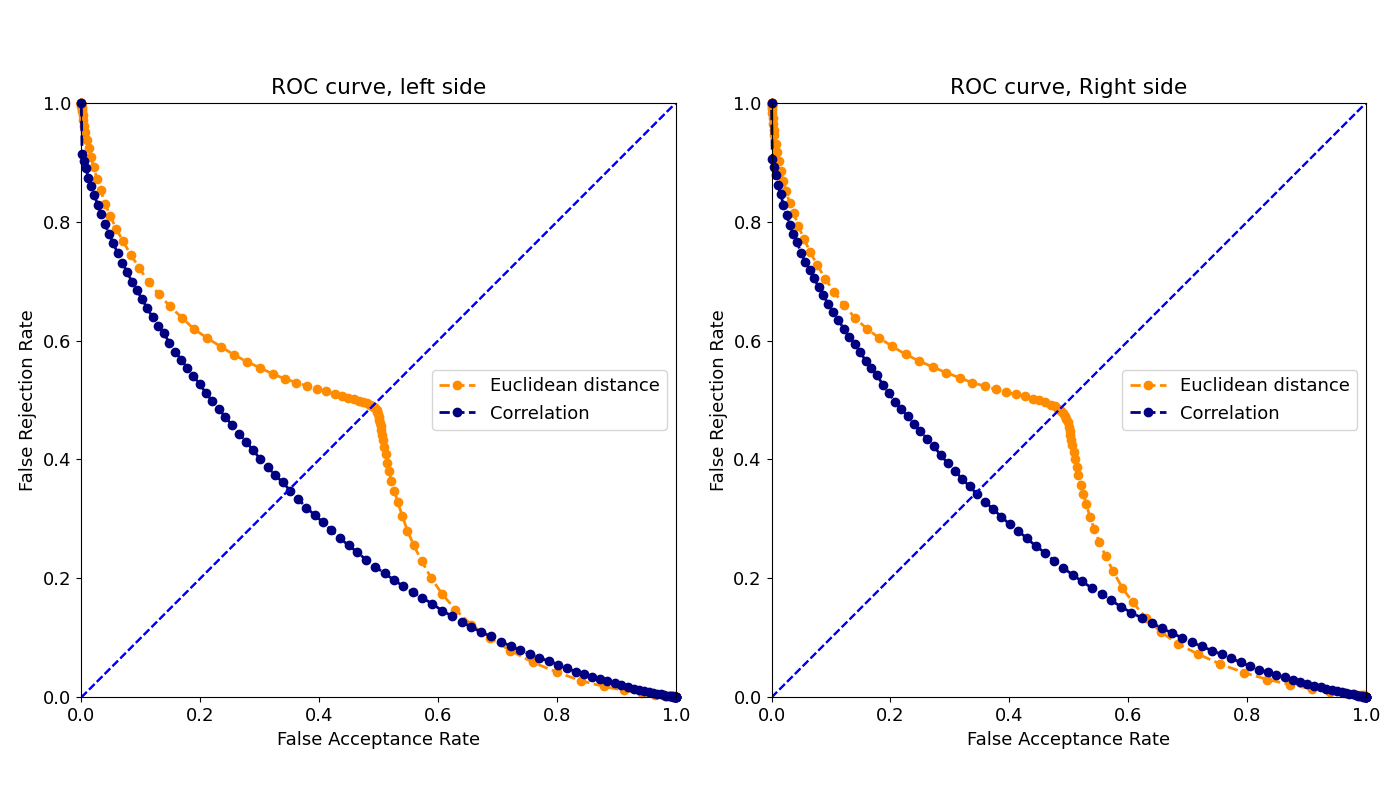 ROC curve, left side
1.0
0.8
0.6
0.4
0.2
0.0
False Rejection Rate
Euclidean distance
Correlation
0.0 0.2 0.4 0.6 0.8 1.0
False Acceptance Rate
ROC curve, Right side
1.0
0.8
0.6
0.4
0.2
0.0
False Rejection Rate
Euclidean distance
Correlation
0.0 0.2 0.4 0.6 0.8 1.0
False Acceptance Rate